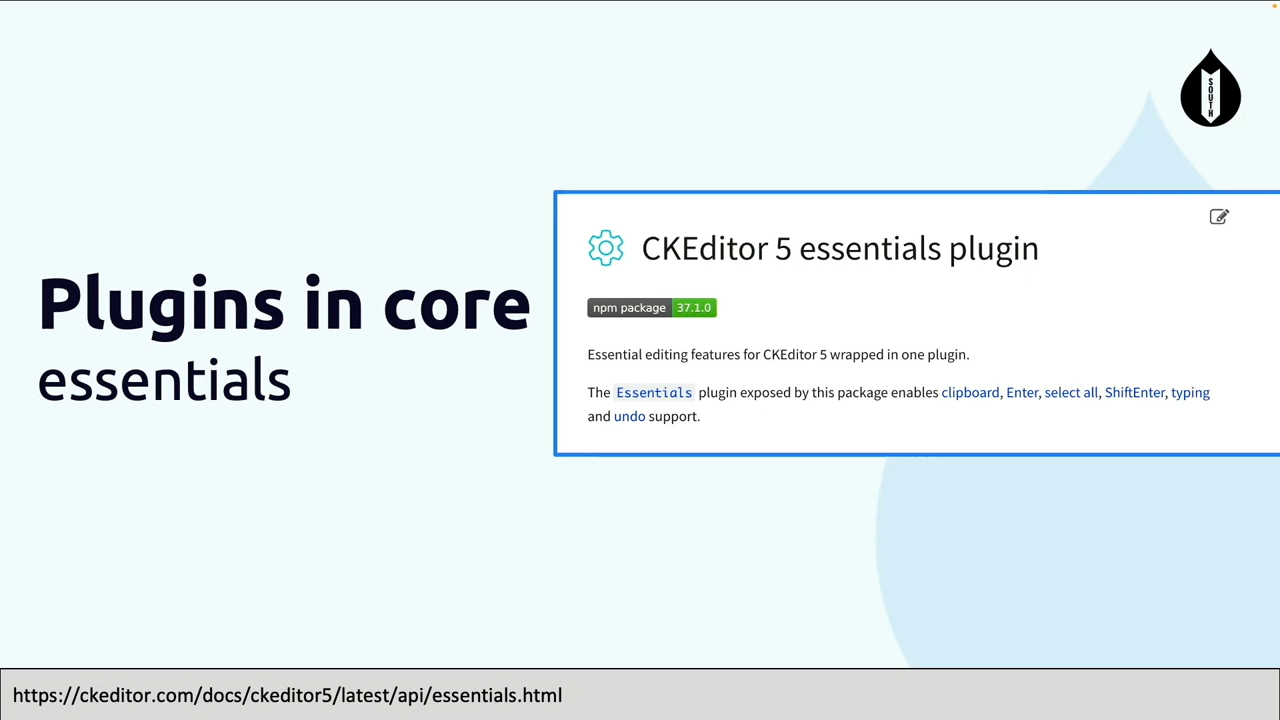 SOUTH
CKEditor 5 essentials plugin
Plugins in core
essentials
npm package 37.1.0
Essential editing features for CKEditor 5 wrapped in one plugin.
The Essentials plugin exposed by this package enables clipboard, Enter, select all, ShiftEnter, typing
and undo support.
https://ckeditor.com/docs/ckeditor5/latest/api/essentials.html